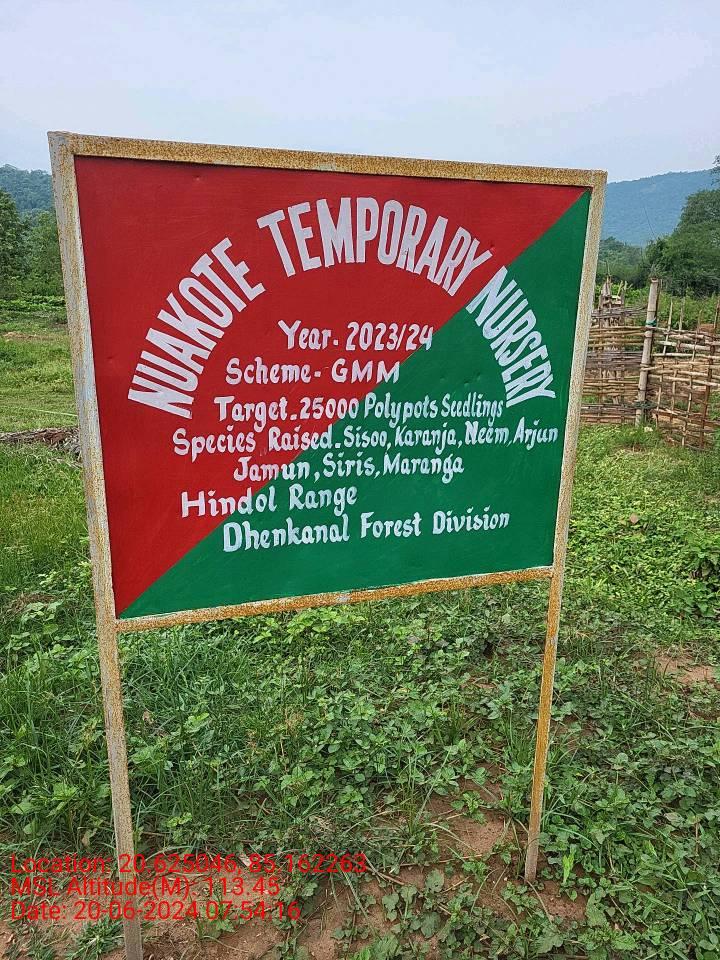 NUAKOTE TEMPORARY NURSERY
Year. 2023/24
Scheme- GMM
Target-25000 Polypots Seedlings
Species Raised-Sisoo, Karanja, Neem, Arjun
Jamun, Siris, Maranga
Hindol Range
Dhenkanal Forest Division
Location: 20.625046, 85.162263
MSL Altitude(M): 113.45
Date: 20-06-2024 07:54:16